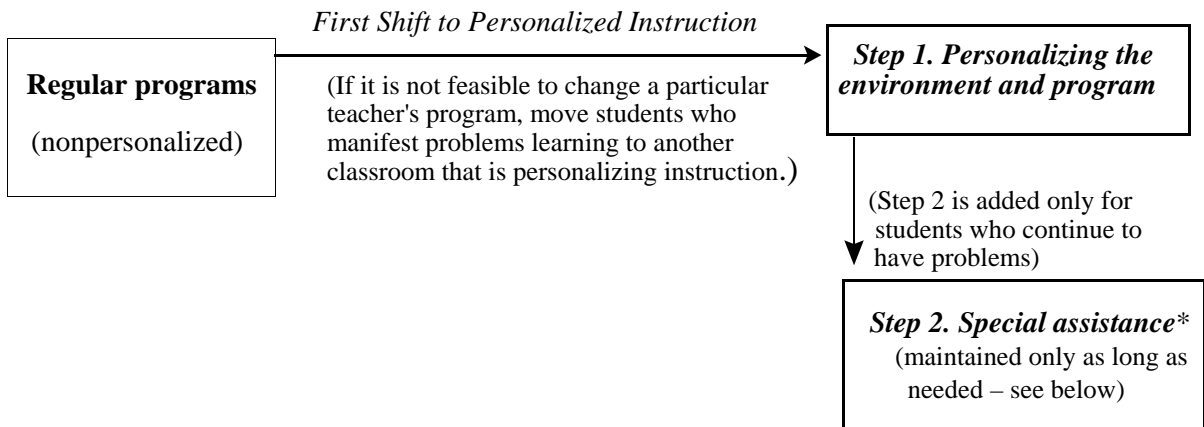 First Shift to Personalized Instruction
Regular programs
(nonpersonalized)
(If it is not feasible to change a particular
teacher's program, move students who
manifest problems learning to another
classroom that is personalizing instruction.)
Step 1. Personalizing the
environment and program
(Step 2 is added only for
students who continue to
have problems)
Step 2. Special assistance*
(maintained only as long as
needed – see below)